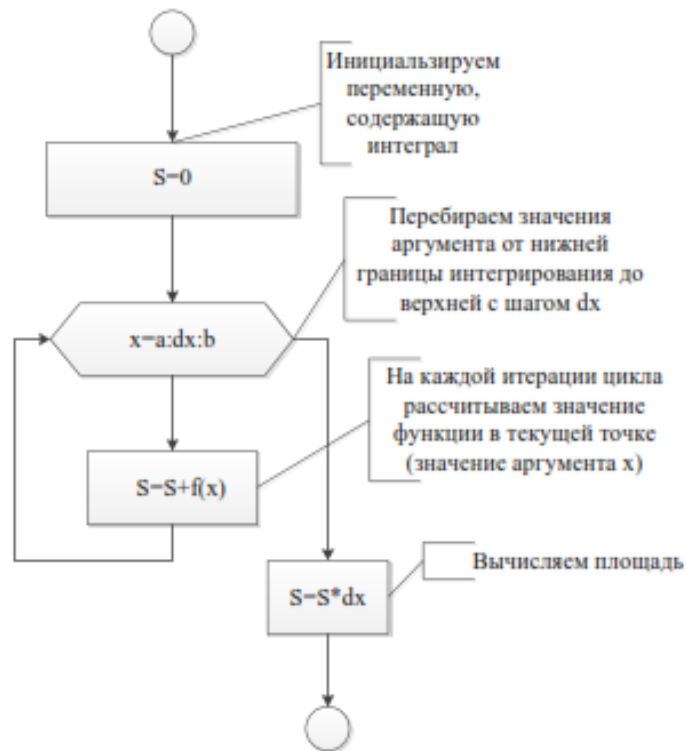 Инициализируем
переменную,
содержащую
интеграл
S=0
Перебираем значения
аргумента от нижней
границы интегрирования до
верхней с шагом dx
x=a:dx:b
На каждой итерации цикла
рассчитываем значение
функции в текущей точке
(значение аргумента x)
S=S+f(x)
Вычисляем площадь
S=S*dx